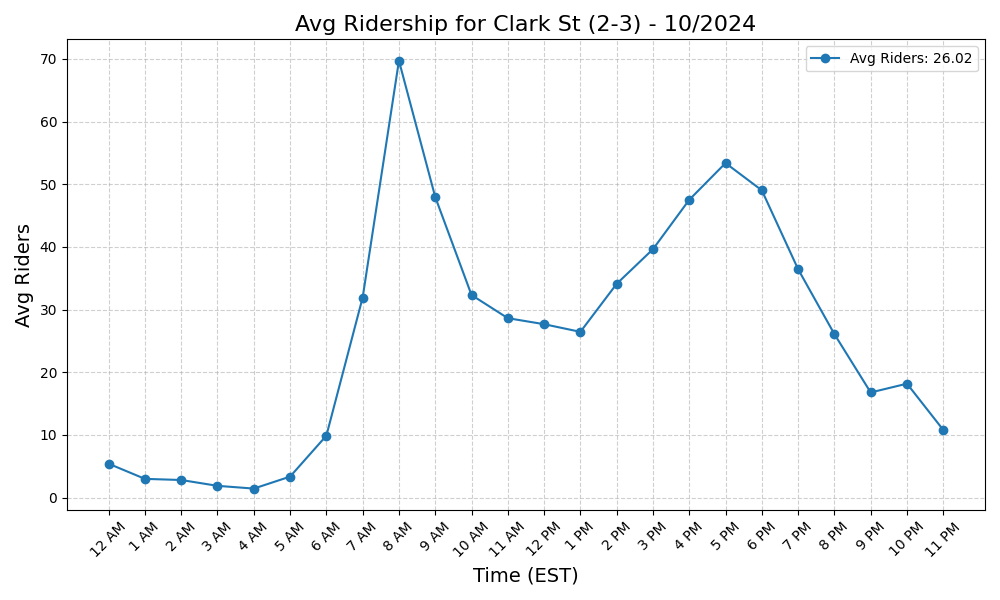 Avg Ridership for Clark St (2-3) - 10/2024
Avg Riders: 26.02
Avg Riders
70
60
50
40
30
20
10
0
12 AM
1 AM
2 AM
3 AM
4 AM
5 AM
6 AM
7 AM
8 AM
9 AM
10 AM
11 AM
12 PM
1 PM
2 PM
3 PM
4 PM
5 PM
6 PM
7 PM
8 PM
9 PM
10 PM
11 PM
Time (EST)